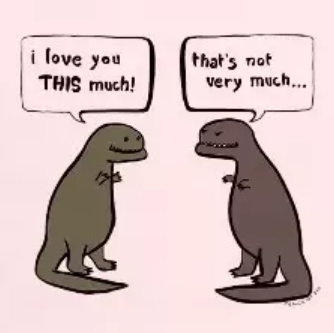 i love you
THIS much!
that's not
very much...